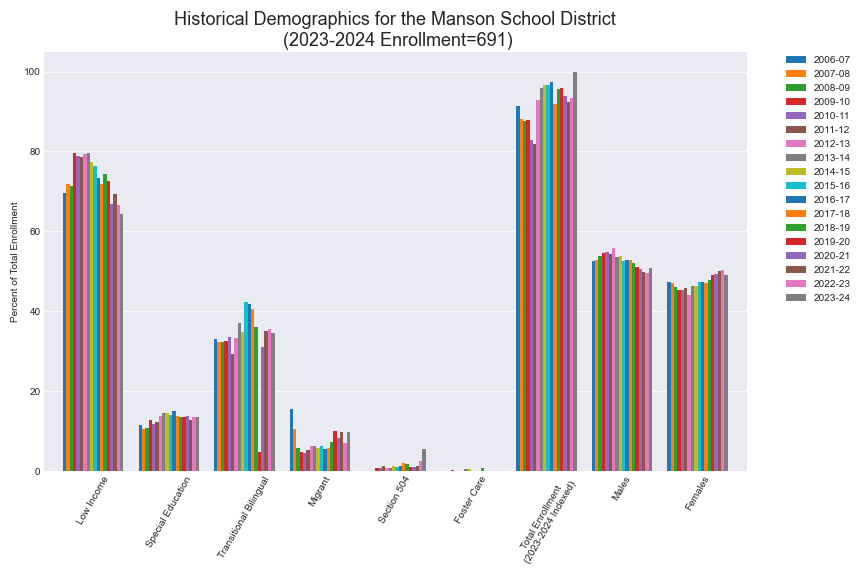 Historical Demographics for the Manson School District
(2023-2024 Enrollment=691)
Percent of Total Enrollment
100
80
60
40
20
0
Low Income
Special Education
Transitional Bilingual
Migrant
Section 504
Foster Care
Total Enrollment
(2023-2024 Indexed)
Males
Females
2006-07
2007-08
2008-09
2009-10
2010-11
2011-12
2012-13
2013-14
2014-15
2015-16
2016-17
2017-18
2018-19
2019-20
2020-21
2021-22
2022-23
2023-24